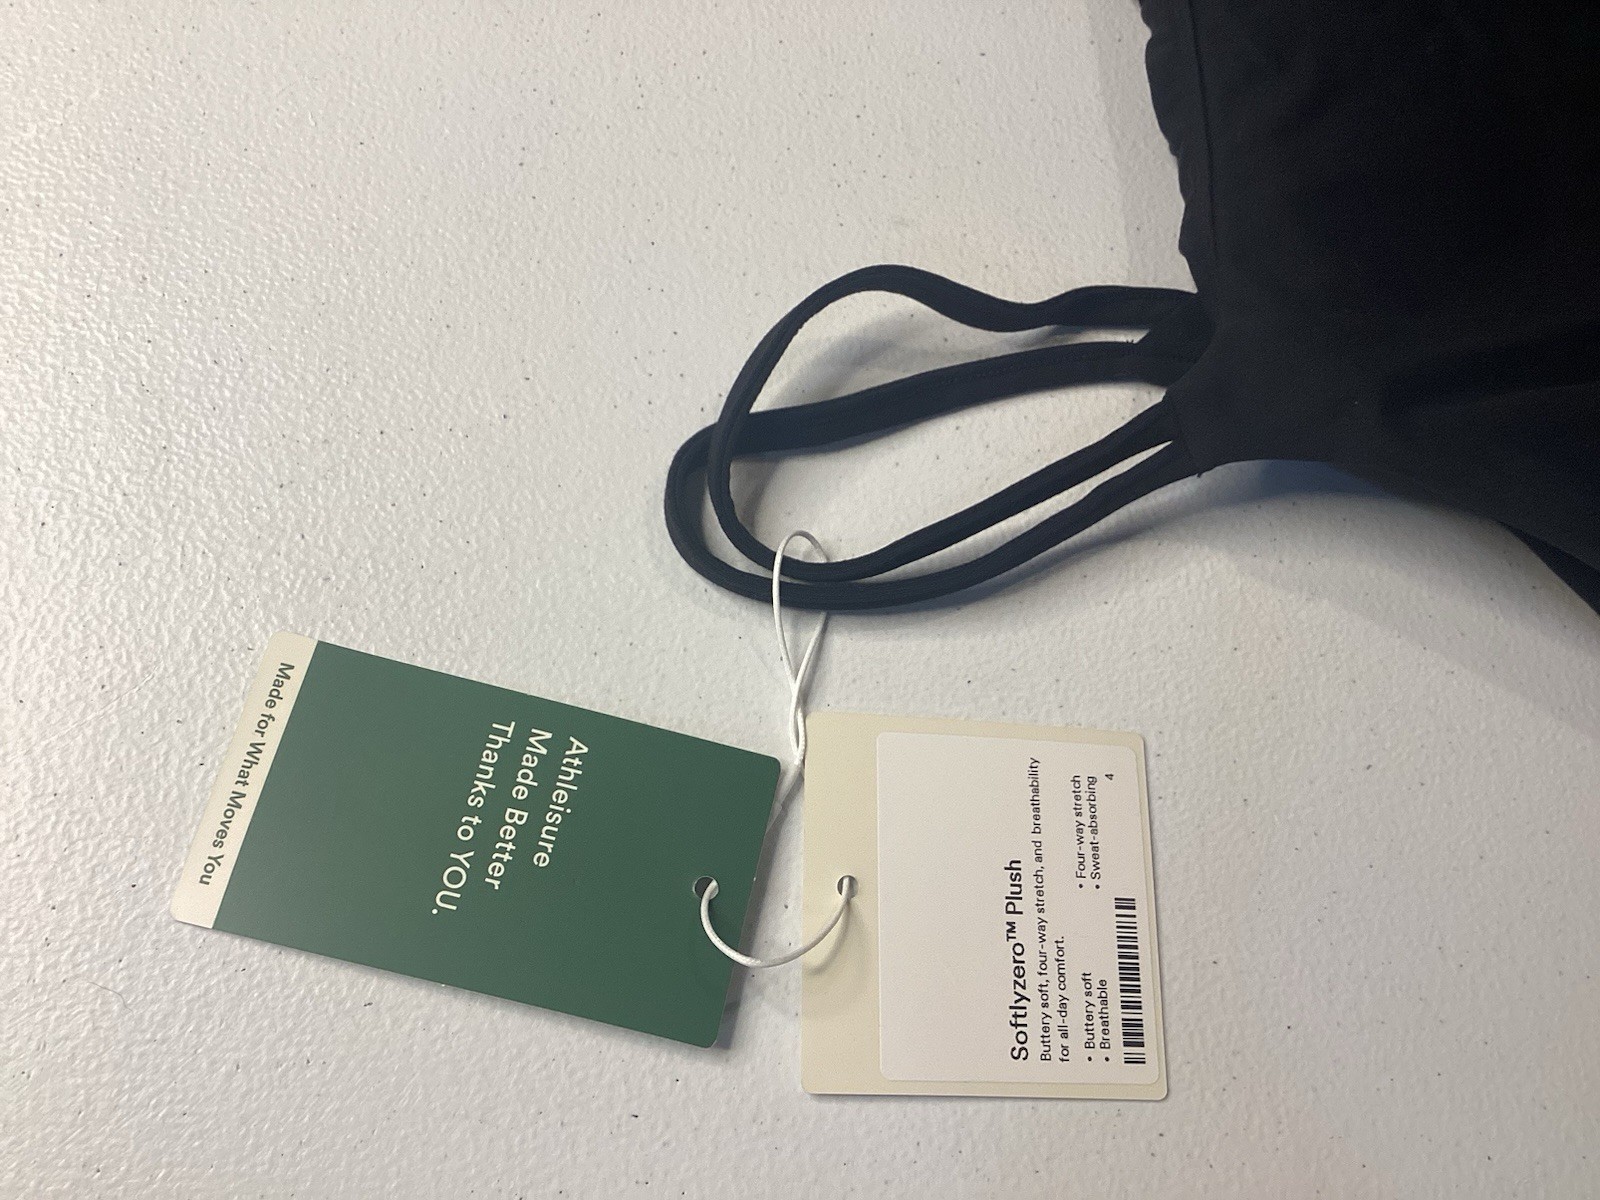 Athleisure
Made Better
Thanks to YOU.
Made for What Moves You
Softlyzero™ Plush
Buttery soft, four-way stretch, and breathability
for all-day comfort.
• Buttery soft • Four-way stretch
• Breathable • Sweat-absorbing
4